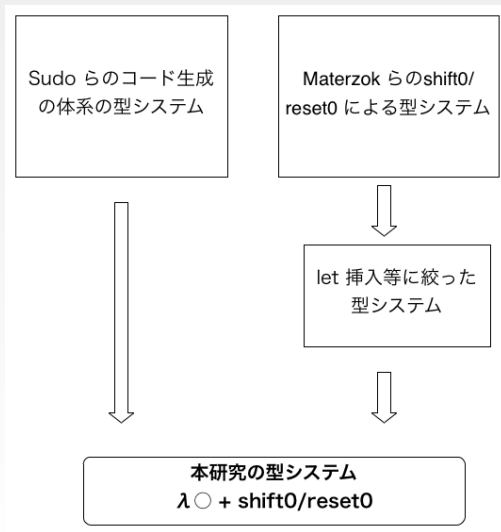 Sudo らのコード生成
の体系の型システム
Materzok らのshift0/
reset0 による型システム
let 挿入等に絞った
型システム
本研究の型システム
λ○ + shift0/reset0